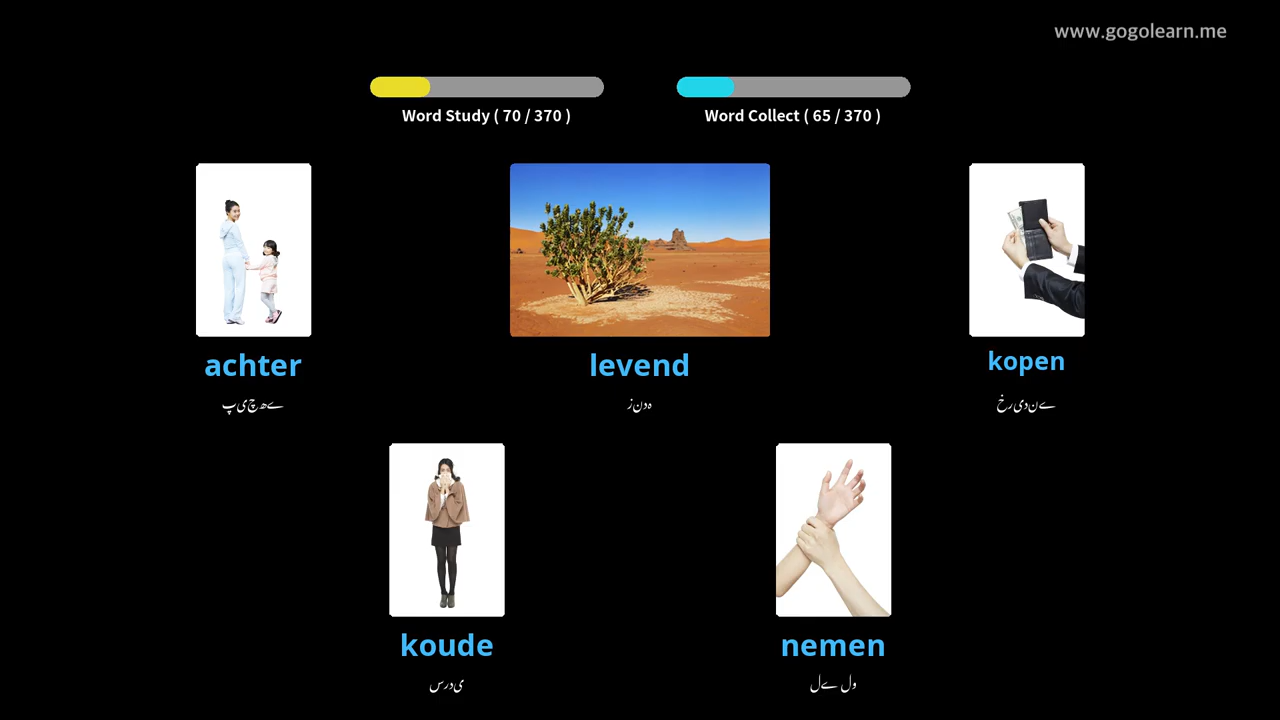 www.gogolearn.me
Word Study ( 70 / 370 )
Word Collect ( 65 / 370 )
achter
levend
kopen
پیچھے
زندہ
خریدنے
koude
nemen
سردی
لے لو